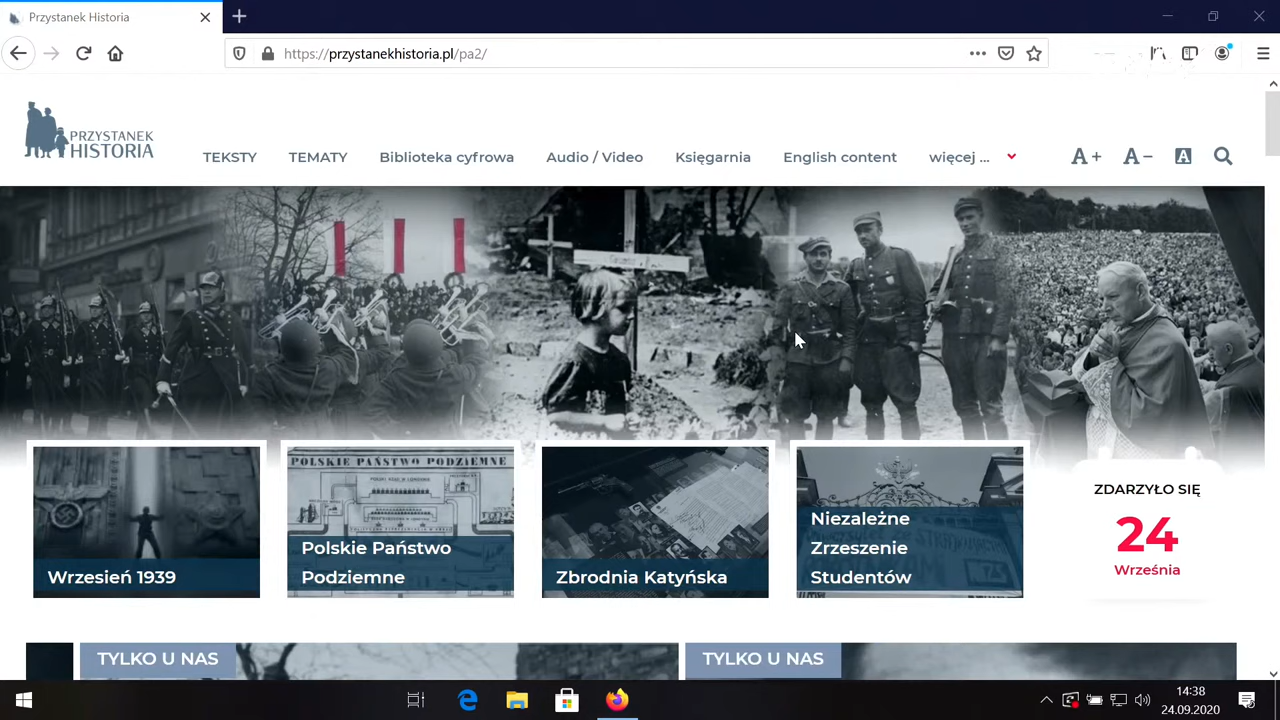 Przystanek Historia
https://przystanekhistoria.pl/pa2/
PRZYSTANEK
HISTORIA
TEKSTY
TEMATY
Biblioteka cyfrowa
Audio / Video
Księgarnia
English content
więcej ...
A+
A−
A
POLSKIE PAŃSTWO PODZIEMNE
Wrzesień 1939
Polskie Państwo
Podziemne
Zbrodnia Katyńska
Niezależne
Zrzeszenie
Studentów
ZDARZYŁO SIĘ
24
Września
TYLKO U NAS
TYLKO U NAS
14:38
24.09.2020